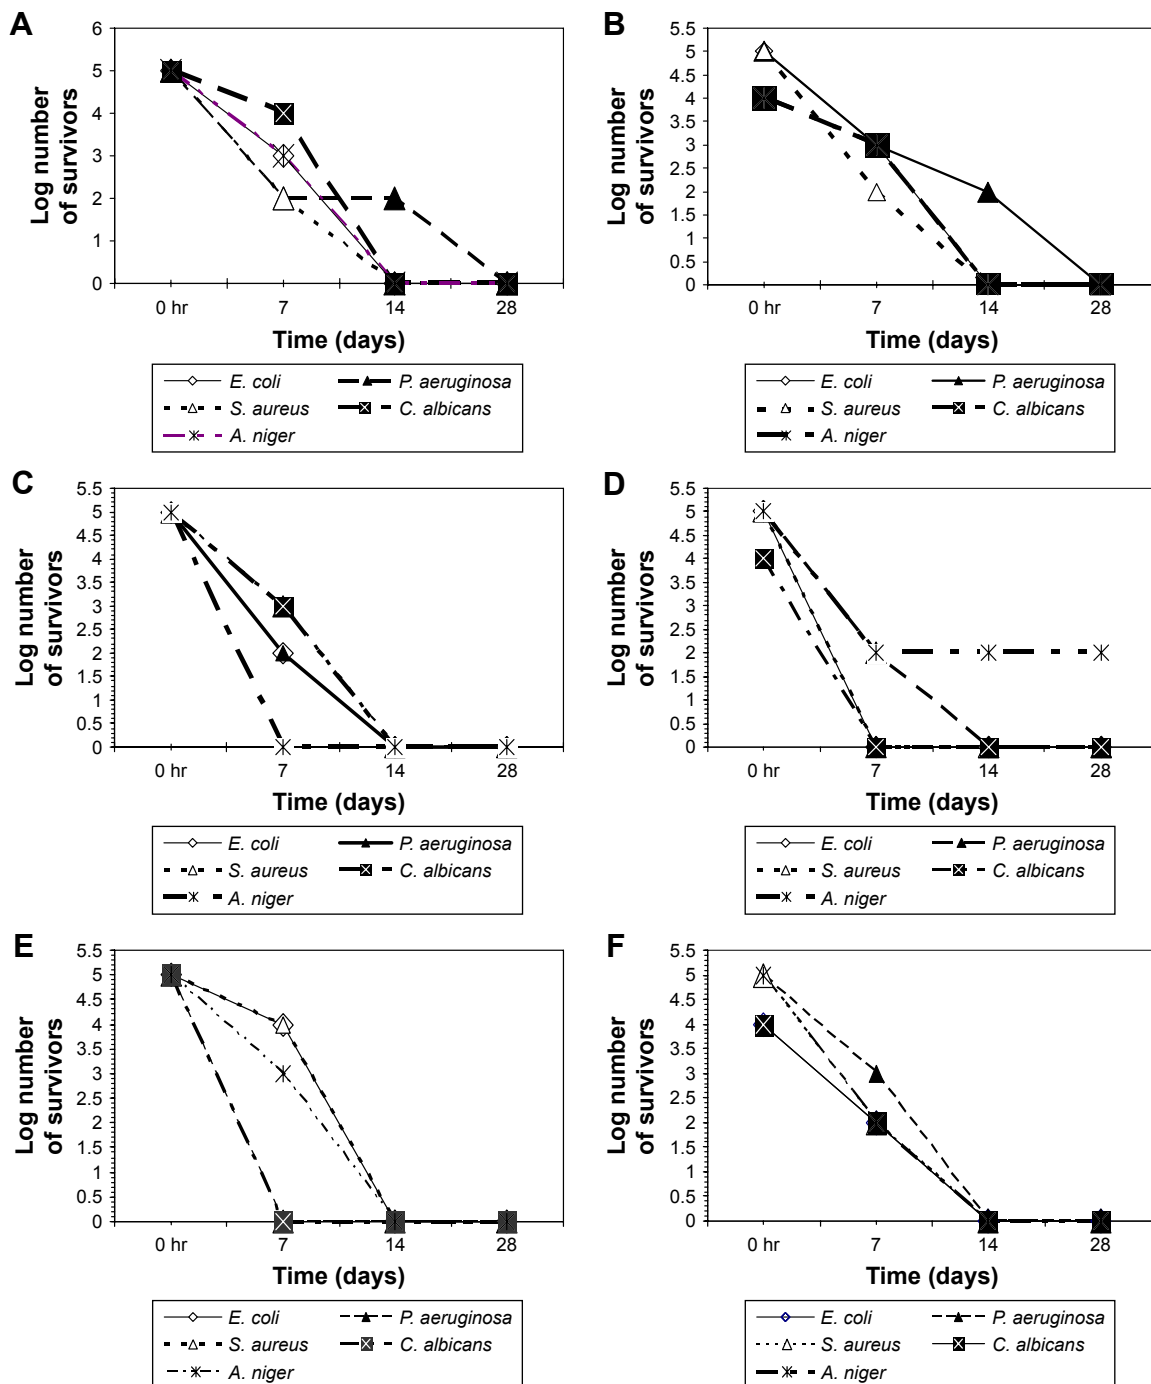 A
Log number
of survivors
6
5
4
3
2
1
0
0 hr 7 14 28
Time (days)
E. coli P. aeruginosa
S. aureus C. albicans
A. niger
B
Log number
of survivors
5.5
5
4.5
4
3.5
3
2.5
2
1.5
1
0.5
0
0 hr 7 14 28
Time (days)
E. coli P. aeruginosa
S. aureus C. albicans
A. niger
C
Log number
of survivors
5.5
5
4.5
4
3.5
3
2.5
2
1.5
1
0.5
0
0 hr 7 14 28
Time (days)
E. coli P. aeruginosa
S. aureus C. albicans
A. niger
D
Log number
of survivors
5.5
5
4.5
4
3.5
3
2.5
2
1.5
1
0.5
0
0 hr 7 14 28
Time (days)
E. coli P. aeruginosa
S. aureus C. albicans
A. niger
E
Log number
of survivors
5.5
5
4.5
4
3.5
3
2.5
2
1.5
1
0.5
0
0 hr 7 14 28
Time (days)
E. coli P. aeruginosa
S. aureus C. albicans
A. niger
F
Log number
of survivors
5.5
5
4.5
4
3.5
3
2.5
2
1.5
1
0.5
0
0 hr 7 14 28
Time (days)
E. coli P. aeruginosa
S. aureus C. albicans
A. niger